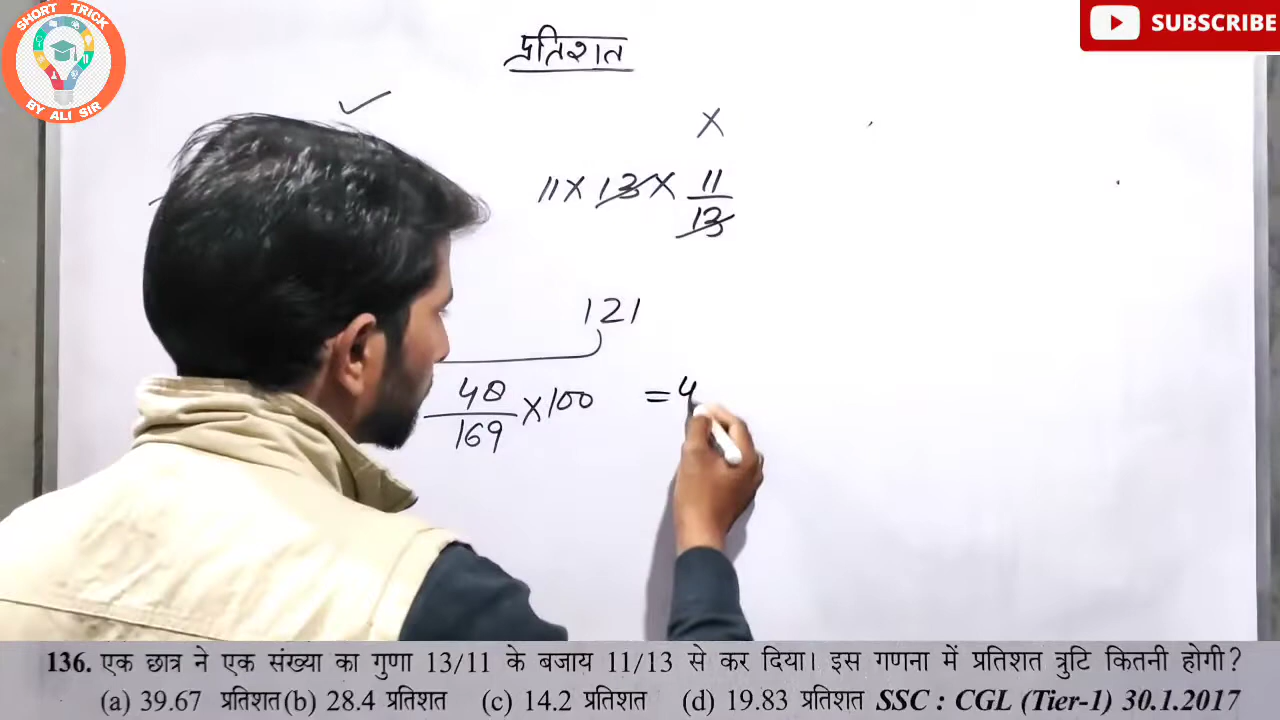 SHORT TRICK
BY ALI SIR
SUBSCRIBE
प्रतिशत
✓
X
11 X 13 X 11/13
121
48/169 X 100 = 4
136. एक छात्र ने एक संख्या का गुणा 13/11 के बजाय 11/13 से कर दिया। इस गणना में प्रतिशत त्रुटि कितनी होगी?
(a) 39.67 प्रतिशत (b) 28.4 प्रतिशत (c) 14.2 प्रतिशत (d) 19.83 प्रतिशत SSC : CGL (Tier-1) 30.1.2017